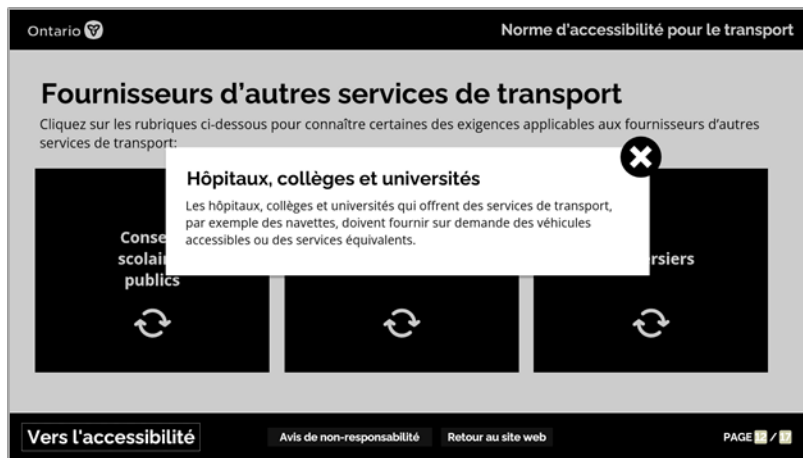 Ontario
Norme d'accessibilité pour le transport
Fournisseurs d'autres services de transport
Cliquez sur les rubriques ci-dessous pour connaître certaines des exigences applicables aux fournisseurs d'autres
services de transport:
Hôpitaux, collèges et universités
Les hôpitaux, collèges et universités qui offrent des services de transport,
par exemple des navettes, doivent fournir sur demande des véhicules
accessibles ou des services équivalents.
publics
Vers l'accessibilité
Avis de non-responsabilité
Retour au site web
PAGE 12 / 17